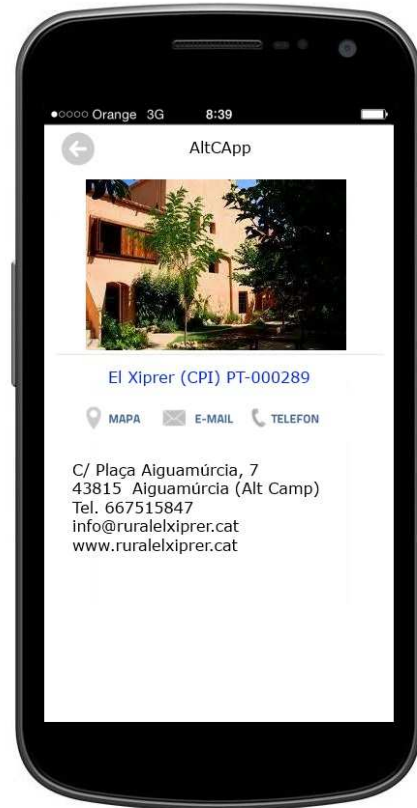 Orange 3G 8:39
AltCApp
El Xiprer (CPI) PT-000289
MAPA E-MAIL TELEFON
C/ Plaça Aiguamúrcia, 7
43815 Aiguamúrcia (Alt Camp)
Tel. 667515847
info@ruralelxiprer.cat
www.ruralelxiprer.cat